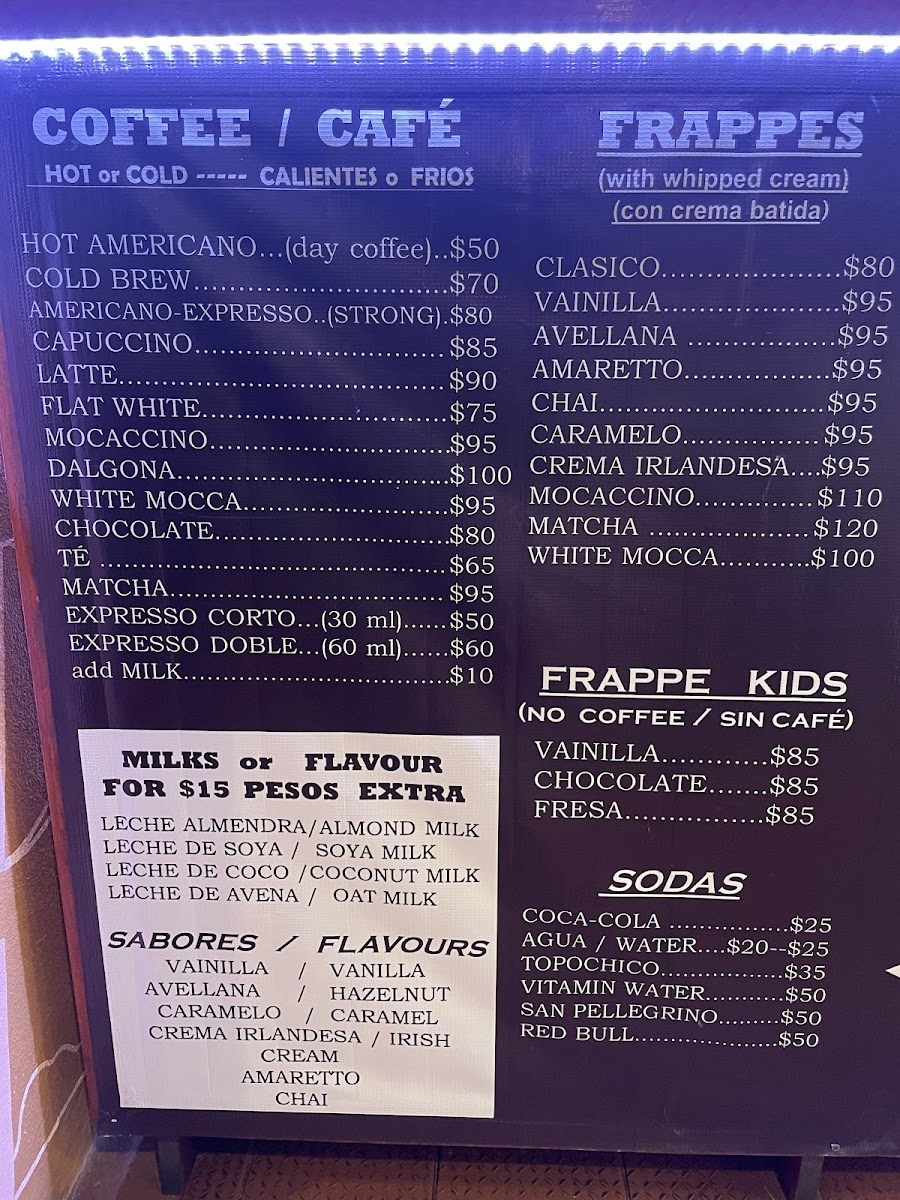 COFFEE / CAFÉ
HOT or COLD ----- CALIENTES o FRIOS
HOT AMERICANO...(day coffee)..$50
COLD BREW..............................$70
AMERICANO-EXPRESSO..(STRONG).$80
CAPUCCINO..............................$85
LATTE.......................................$90
FLAT WHITE.............................$75
MOCACCINO.............................$95
DALGONA.................................$100
WHITE MOCCA.........................$95
CHOCOLATE............................$80
TÉ ..........................................$65
MATCHA..................................$95
EXPRESSO CORTO...(30 ml)......$50
EXPRESSO DOBLE...(60 ml)......$60
add MILK.................................$10
MILKS or FLAVOUR
FOR $15 PESOS EXTRA
LECHE ALMENDRA/ALMOND MILK
LECHE DE SOYA / SOYA MILK
LECHE DE COCO /COCONUT MILK
LECHE DE AVENA / OAT MILK
SABORES / FLAVOURS
VAINILLA / VANILLA
AVELLANA / HAZELNUT
CARAMELO / CARAMEL
CREMA IRLANDESA / IRISH
CREAM
AMARETTO
CHAI
FRAPPES
(with whipped cream)
(con crema batida)
CLASICO.....................$80
VAINILLA.....................$95
AVELLANA .................$95
AMARETTO.................$95
CHAI..........................$95
CARAMELO................$95
CREMA IRLANDESA....$95
MOCACCINO..............$110
MATCHA ...................$120
WHITE MOCCA...........$100
FRAPPE KIDS
(NO COFFEE / SIN CAFÉ)
VAINILLA............$85
CHOCOLATE.......$85
FRESA.................$85
SODAS
COCA-COLA ...............$25
AGUA / WATER....$20--$25
TOPOCHICO..................$35
VITAMIN WATER...........$50
SAN PELLEGRINO.........$50
RED BULL.....................$50